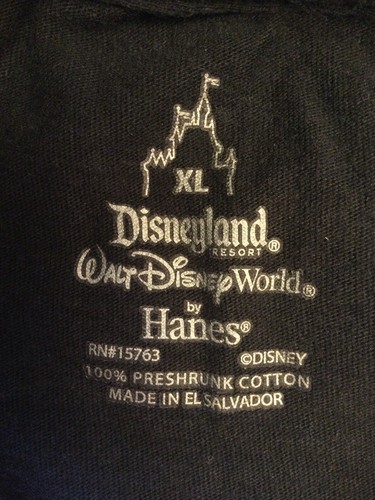 XL
Disneyland®
RESORT
WALT DISNEY World®
by
Hanes®
RN#15763 ©DISNEY
100% PRESHRUNK COTTON
MADE IN EL SALVADOR